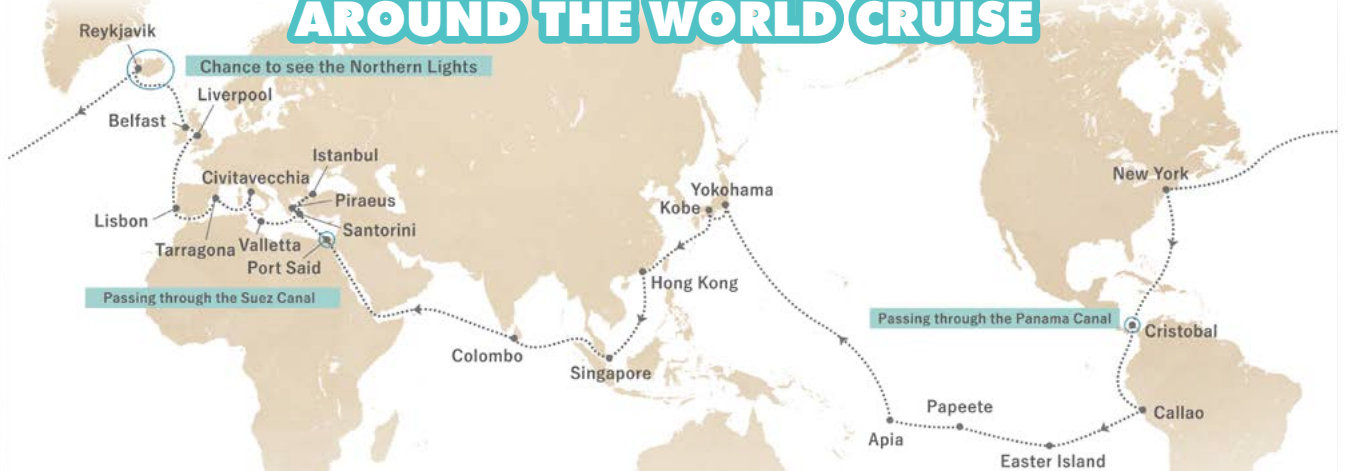 AROUND THE WORLD CRUISE
Reykjavik
Chance to see the Northern Lights
Liverpool
Belfast
Istanbul
Civitavecchia
Piraeus
Lisbon
Santorini
Tarragona
Valletta
Port Said
Passing through the Suez Canal
Colombo
Singapore
Hong Kong
Kobe
Yokohama
New York
Passing through the Panama Canal
Cristobal
Callao
Papeete
Apia
Easter Island